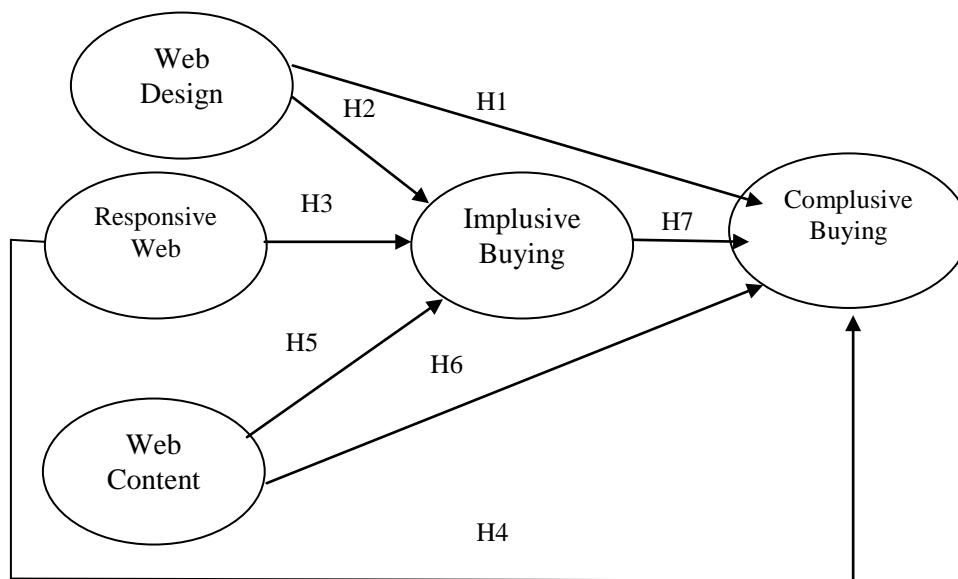 Web
Design
H1
H2
Responsive
Web
H3
Implusive
Buying
H7
Complusive
Buying
H5
H6
Web
Content
H4